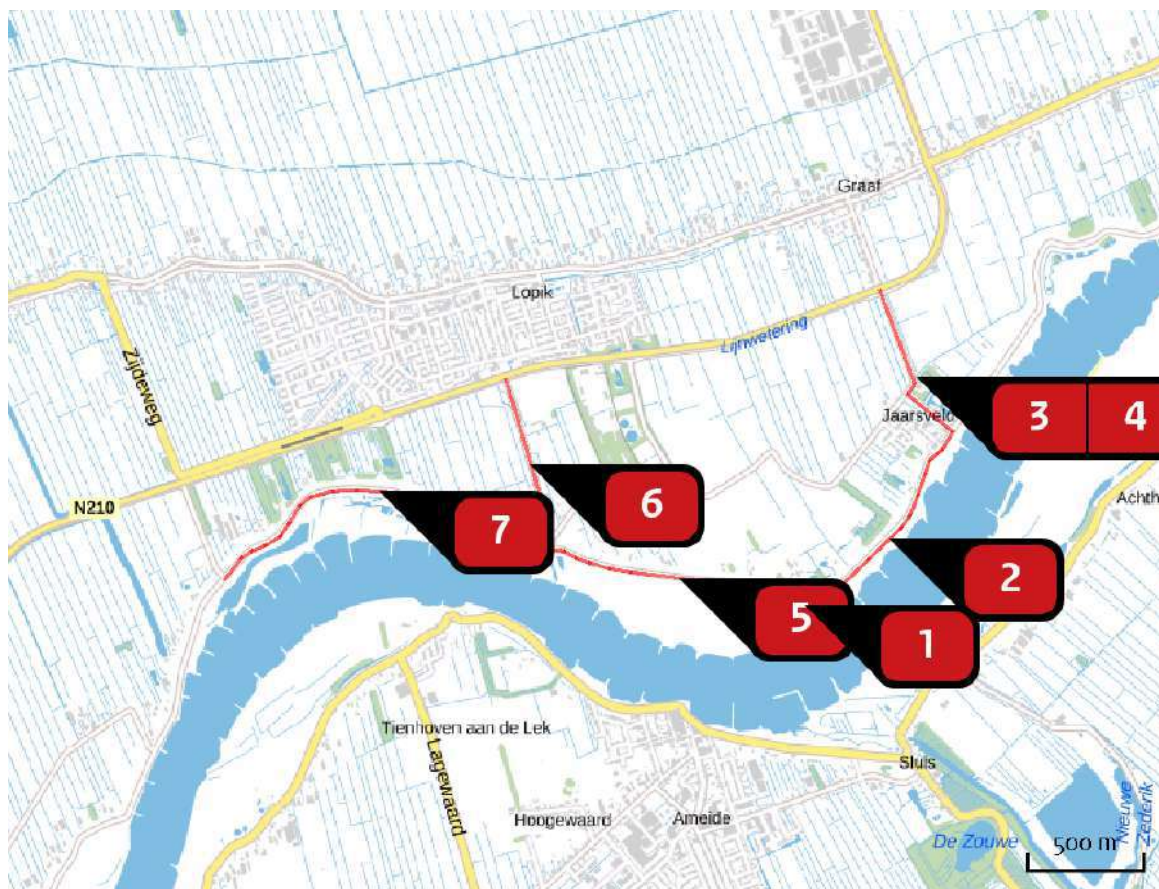 Graaf
Lopik
Lijnwetering
Zijdeweg
3
4
Jaarsveld
6
7
N210
Achth
2
5
1
Tienhoven aan de Lek
Lagewaard
Sluis
Hoogewaard
Ameide
De Zouwe
Nieuwe
Zederik
500 m